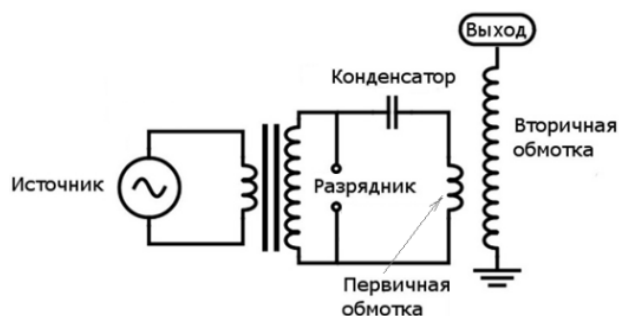 Выход
Конденсатор
Вторичная
обмотка
Источник
Разрядник
Первичная
обмотка